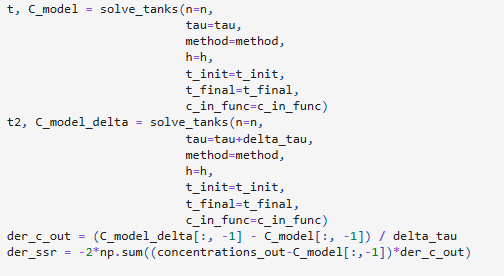 t, C_model = solve_tanks(n=n,
                         tau=tau,
                         method=method,
                         h=h,
                         t_init=t_init,
                         t_final=t_final,
                         c_in_func=c_in_func)
t2, C_model_delta = solve_tanks(n=n,
                         tau=tau+delta_tau,
                         method=method,
                         h=h,
                         t_init=t_init,
                         t_final=t_final,
                         c_in_func=c_in_func)
der_c_out = (C_model_delta[:, -1] - C_model[:, -1]) / delta_tau
der_ssr = -2*np.sum((concentrations_out-C_model[:,-1])*der_c_out)